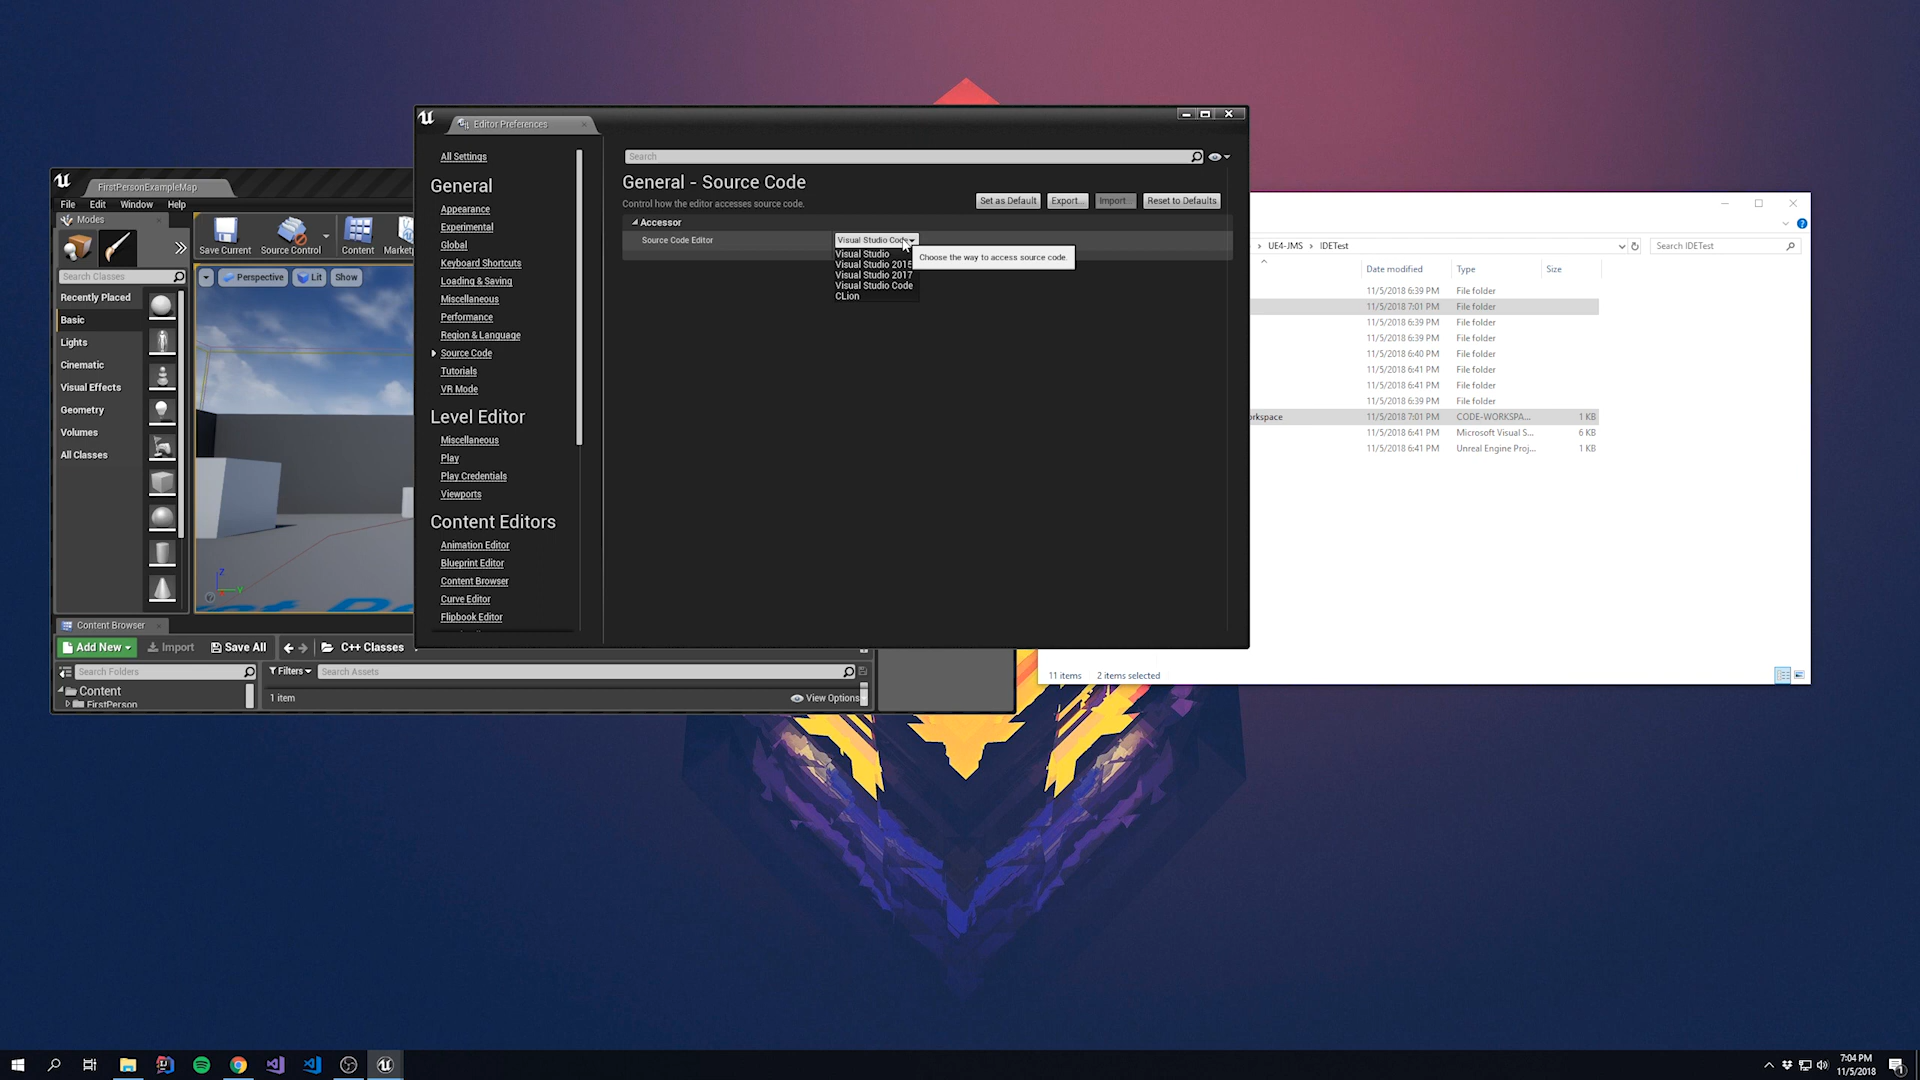 Editor Preferences
All Settings
General
Appearance
Experimental
Global
Keyboard Shortcuts
Loading & Saving
Miscellaneous
Performance
Region & Language
Source Code
Tutorials
VR Mode
Level Editor
Miscellaneous
Play
Play Credentials
Viewports
Content Editors
Animation Editor
Blueprint Editor
Content Browser
Curve Editor
Flipbook Editor
Search
General - Source Code
Control how the editor accesses source code.
Set as Default
Export...
Import...
Reset to Defaults
Accessor
Source Code Editor
Visual Studio Code
Visual Studio
Visual Studio 2015
Visual Studio 2017
Visual Studio Code
CLion
Choose the way to access source code.
FirstPersonExampleMap
File Edit Window Help
Modes
Save Current
Source Control
Content
Search Classes
Recently Placed
Basic
Lights
Cinematic
Visual Effects
Geometry
Volumes
All Classes
Perspective
Lit
Show
Z
Y
Content Browser
Add New
Import
Save All
C++ Classes
Search Folders
Filters
Search Assets
Content
FirstPerson
1 item
View Options
UE4-JMS > IDETest
Search IDETest
Date modified Type Size
11/5/2018 6:39 PM File folder
11/5/2018 7:01 PM File folder
11/5/2018 6:39 PM File folder
11/5/2018 6:39 PM File folder
11/5/2018 6:40 PM File folder
11/5/2018 6:41 PM File folder
11/5/2018 6:41 PM File folder
11/5/2018 6:39 PM File folder
orkspace 11/5/2018 7:01 PM CODE-WORKSPA... 1 KB
11/5/2018 6:41 PM Microsoft Visual S... 6 KB
11/5/2018 6:41 PM Unreal Engine Proj... 1 KB
11 items 2 items selected
7:04 PM
11/5/2018
1